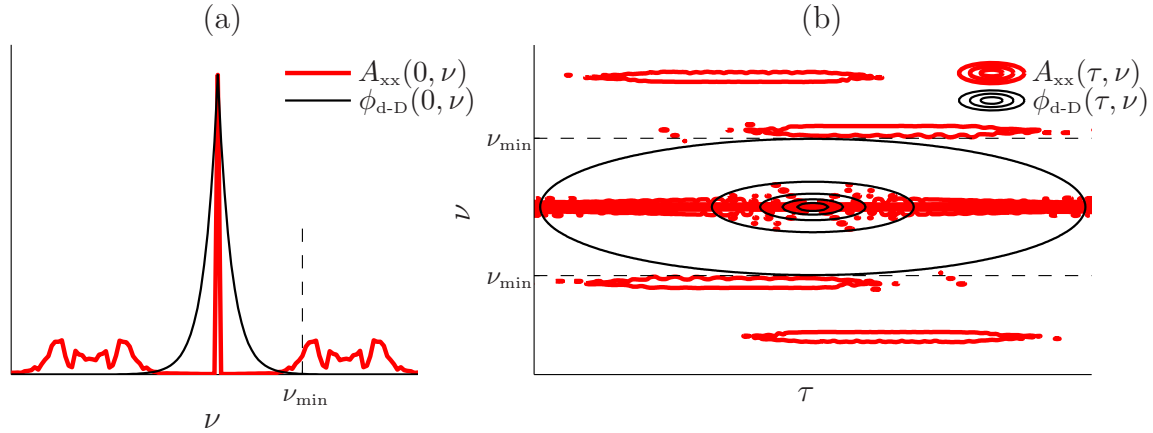 (a)
A_xx(0, ν)
ϕ_d-D(0, ν)
ν_min
ν
(b)
A_xx(τ, ν)
ϕ_d-D(τ, ν)
ν_min
ν
ν_min
τ